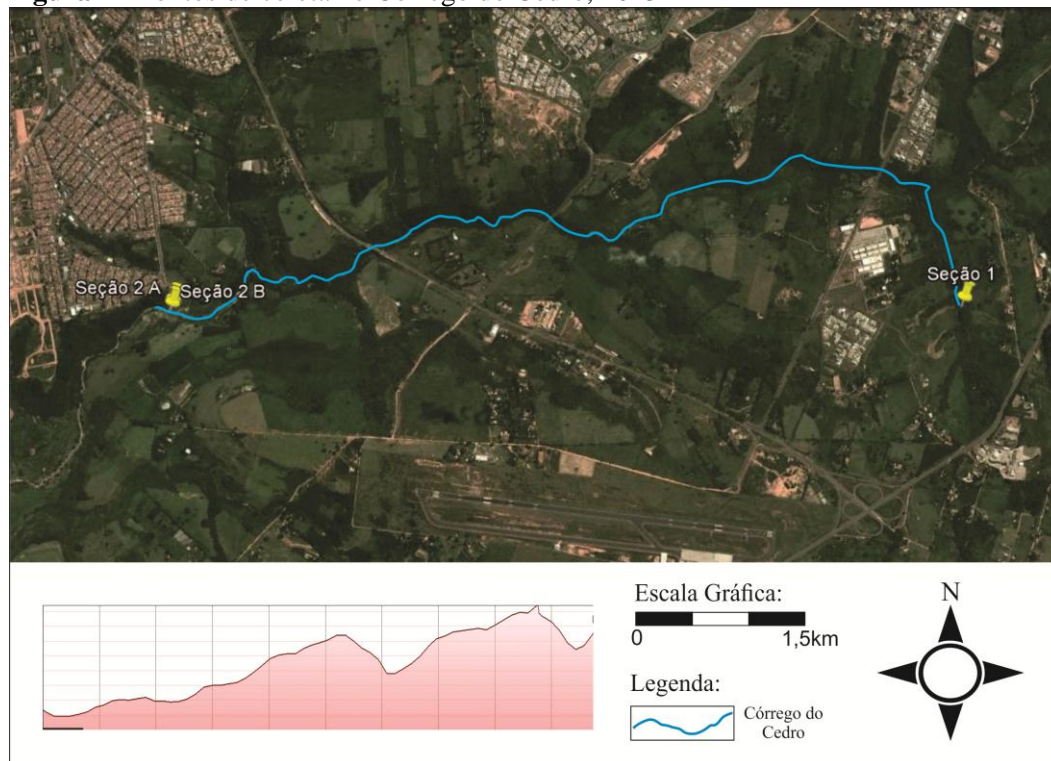 Seção 1
Seção 2 A
Seção 2 B
Escala Gráfica:
0
1,5km
N
Legenda:
Córrego do
Cedro